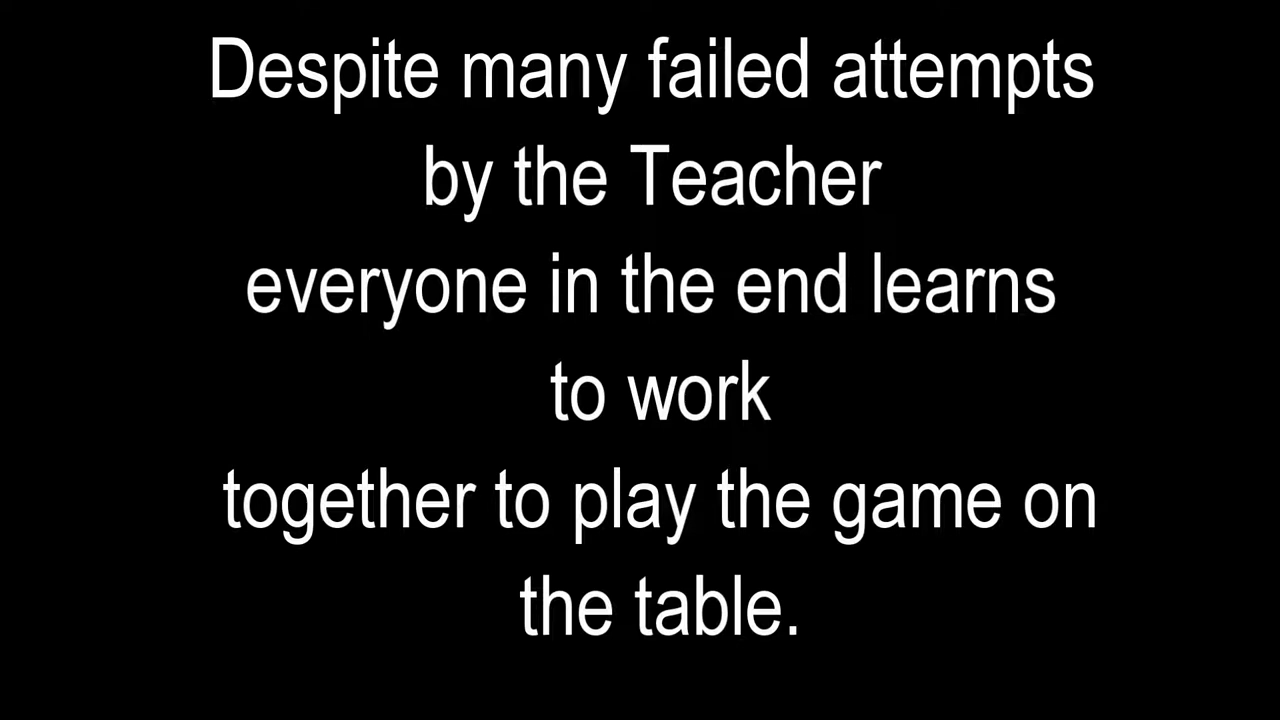 Despite many failed attempts
by the Teacher
everyone in the end learns
to work
together to play the game on
the table.